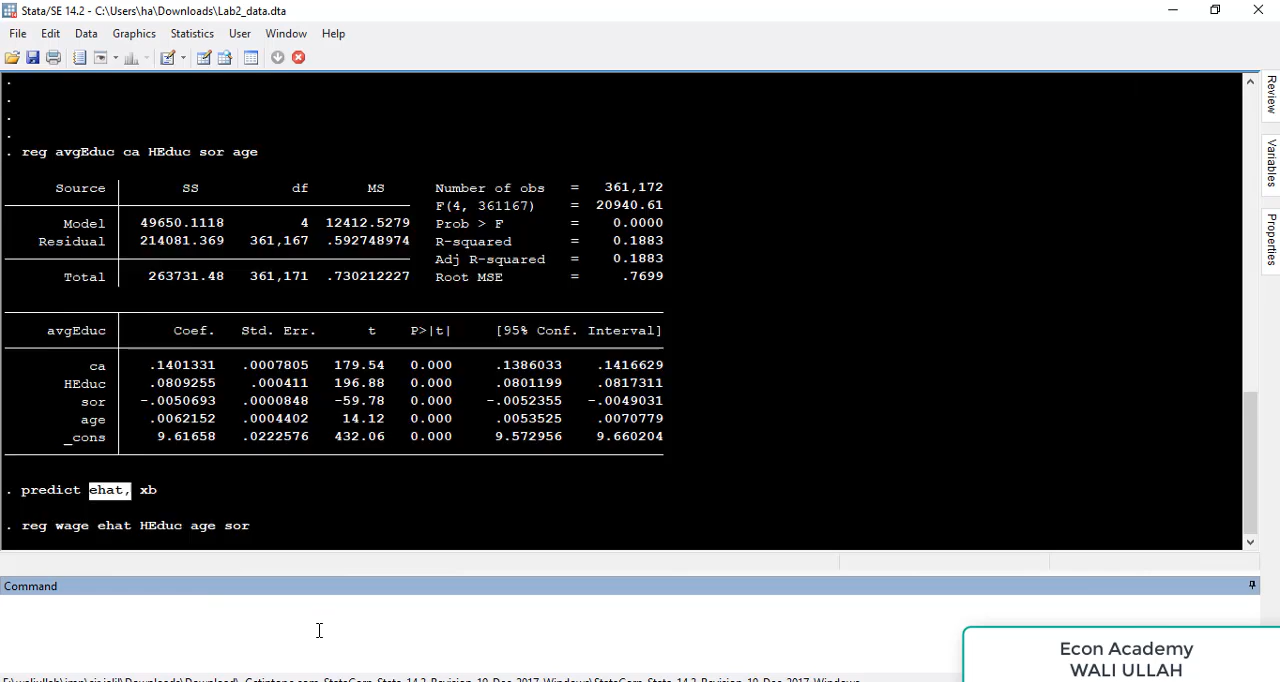 Stata/SE 14.2 - C:\Users\ha\Downloads\Lab2_data.dta
File Edit Data Graphics Statistics User Window Help
.
.
.
.
. reg avgEduc ca HEduc sor age
Source SS df MS Number of obs = 361,172
F(4, 361167) = 20940.61
Model 49650.1118 4 12412.5279 Prob > F = 0.0000
Residual 214081.369 361,167 .592748974 R-squared = 0.1883
Adj R-squared = 0.1883
Total 263731.48 361,171 .730212227 Root MSE = .7699
avgEduc Coef. Std. Err. t P>|t| [95% Conf. Interval]
ca .1401331 .0007805 179.54 0.000 .1386033 .1416629
HEduc .0809255 .000411 196.88 0.000 .0801199 .0817311
sor -.0050693 .0000848 -59.78 0.000 -.0052355 -.0049031
age .0062152 .0004402 14.12 0.000 .0053525 .0070779
_cons 9.61658 .0222576 432.06 0.000 9.572956 9.660204
. predict ehat, xb
. reg wage ehat HEduc age sor
Command
Review
Variables
Properties
Econ Academy
WALI ULLAH